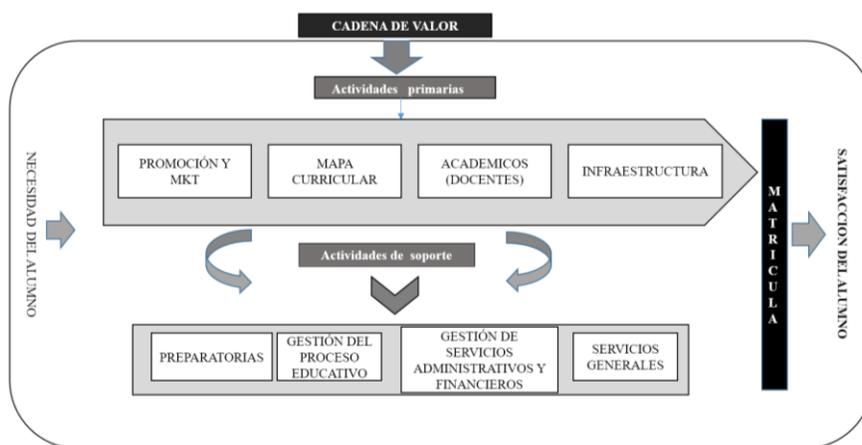 CADENA DE VALOR
Actividades primarias
NECESIDAD DEL ALUMNO
PROMOCIÓN Y
MKT
MAPA
CURRICULAR
ACADEMICOS
(DOCENTES)
INFRAESTRUCTURA
MATRICULA
SATISFACCION DEL ALUMNO
Actividades de soporte
PREPARATORIAS
GESTIÓN DEL
PROCESO
EDUCATIVO
GESTIÓN DE
SERVICIOS
ADMINISTRATIVOS Y
FINANCIEROS
SERVICIOS
GENERALES